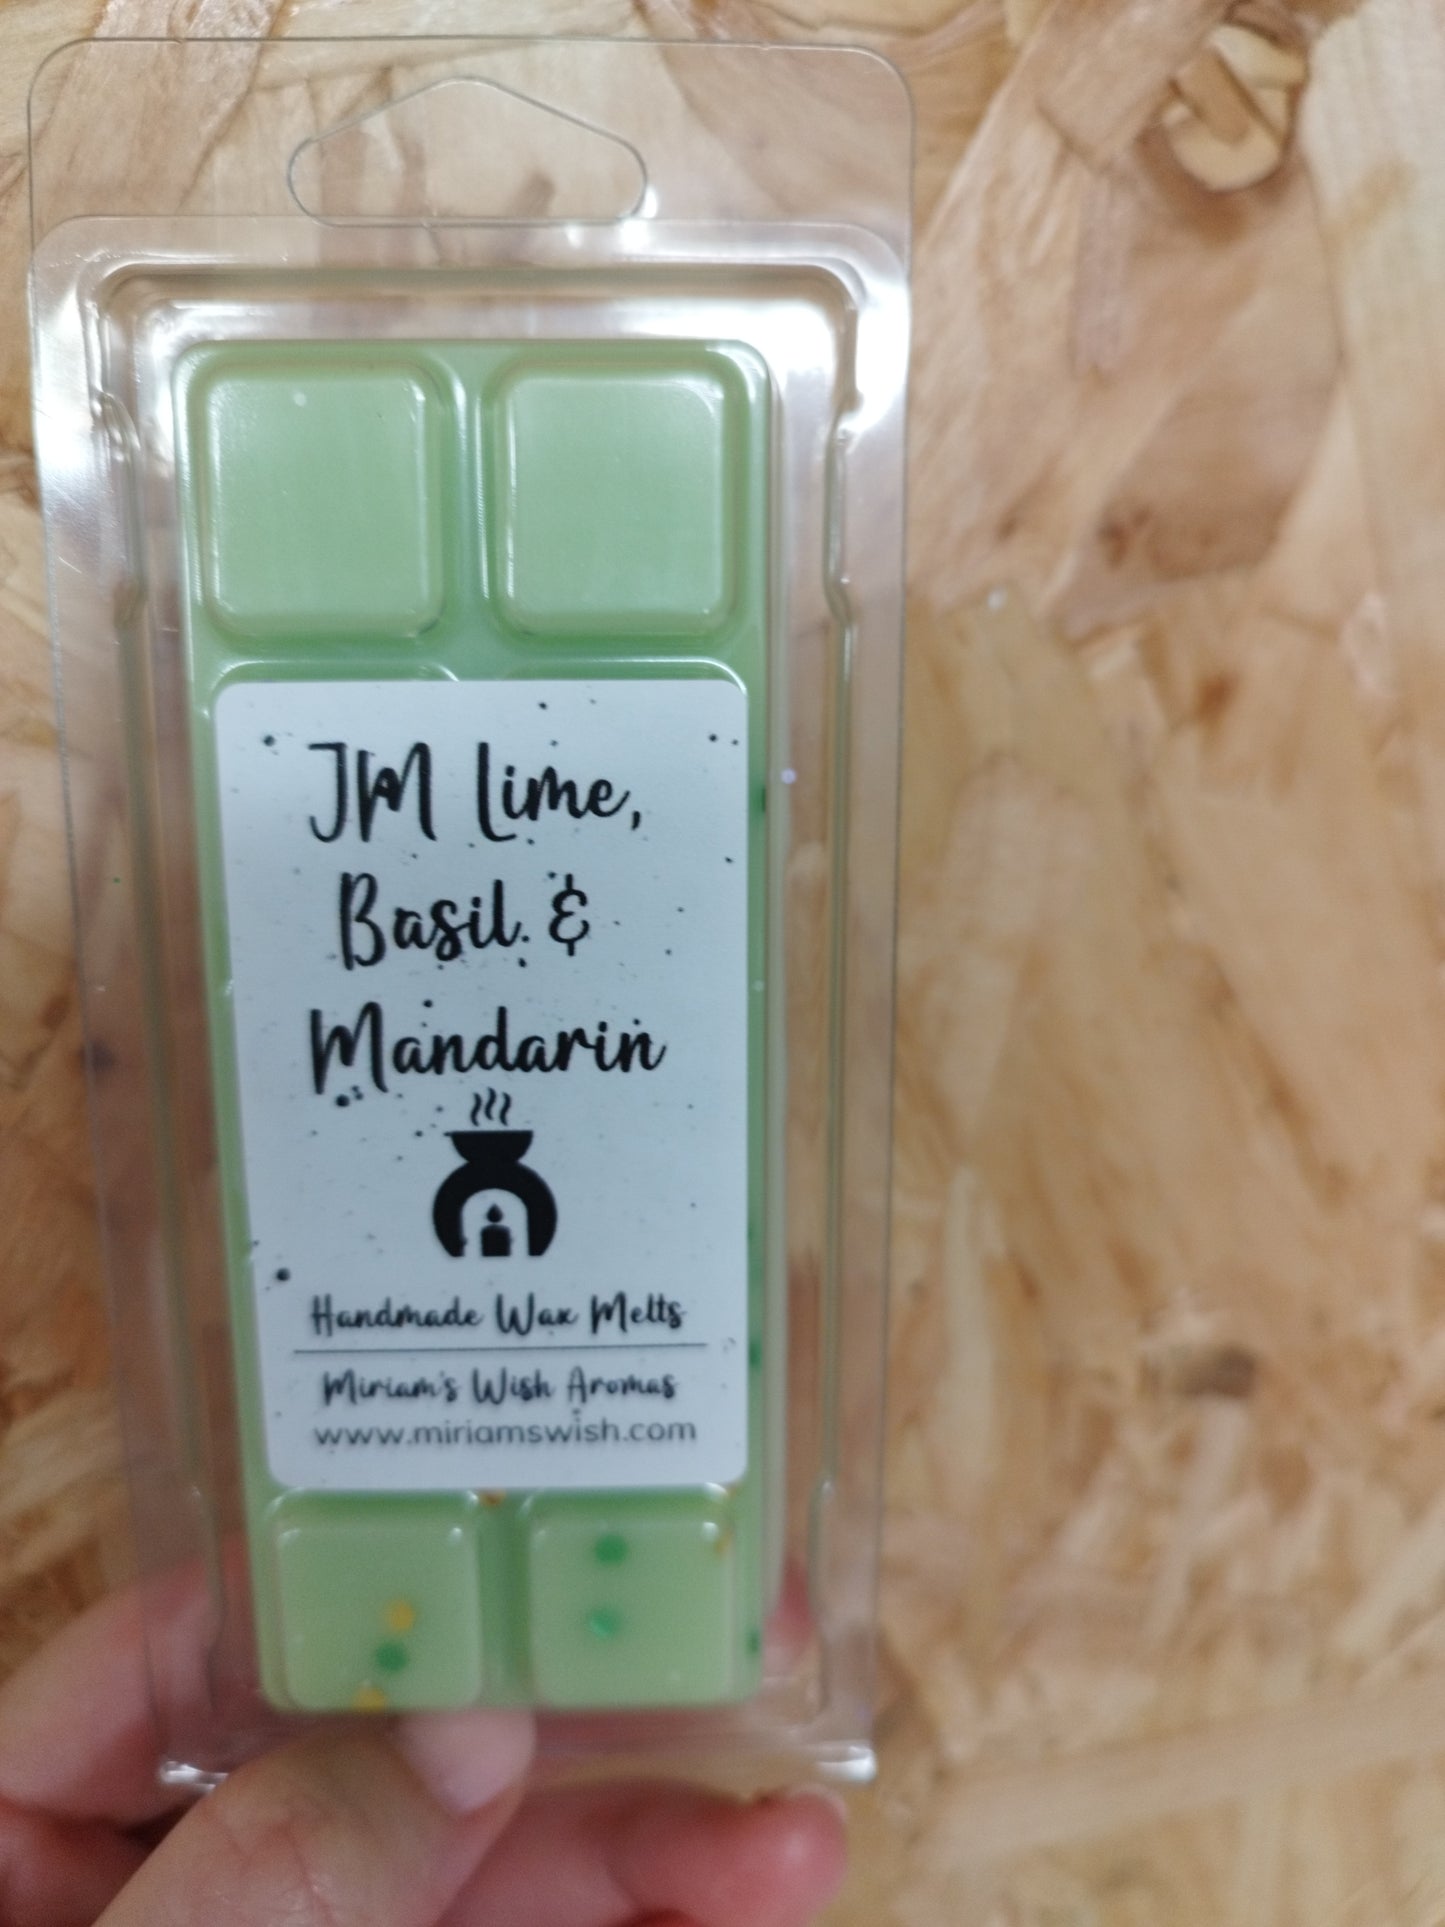 JM Lime,
Basil &
Mandarin
Handmade Wax Melts
Miriam's Wish Aromas
www.miriamswish.com